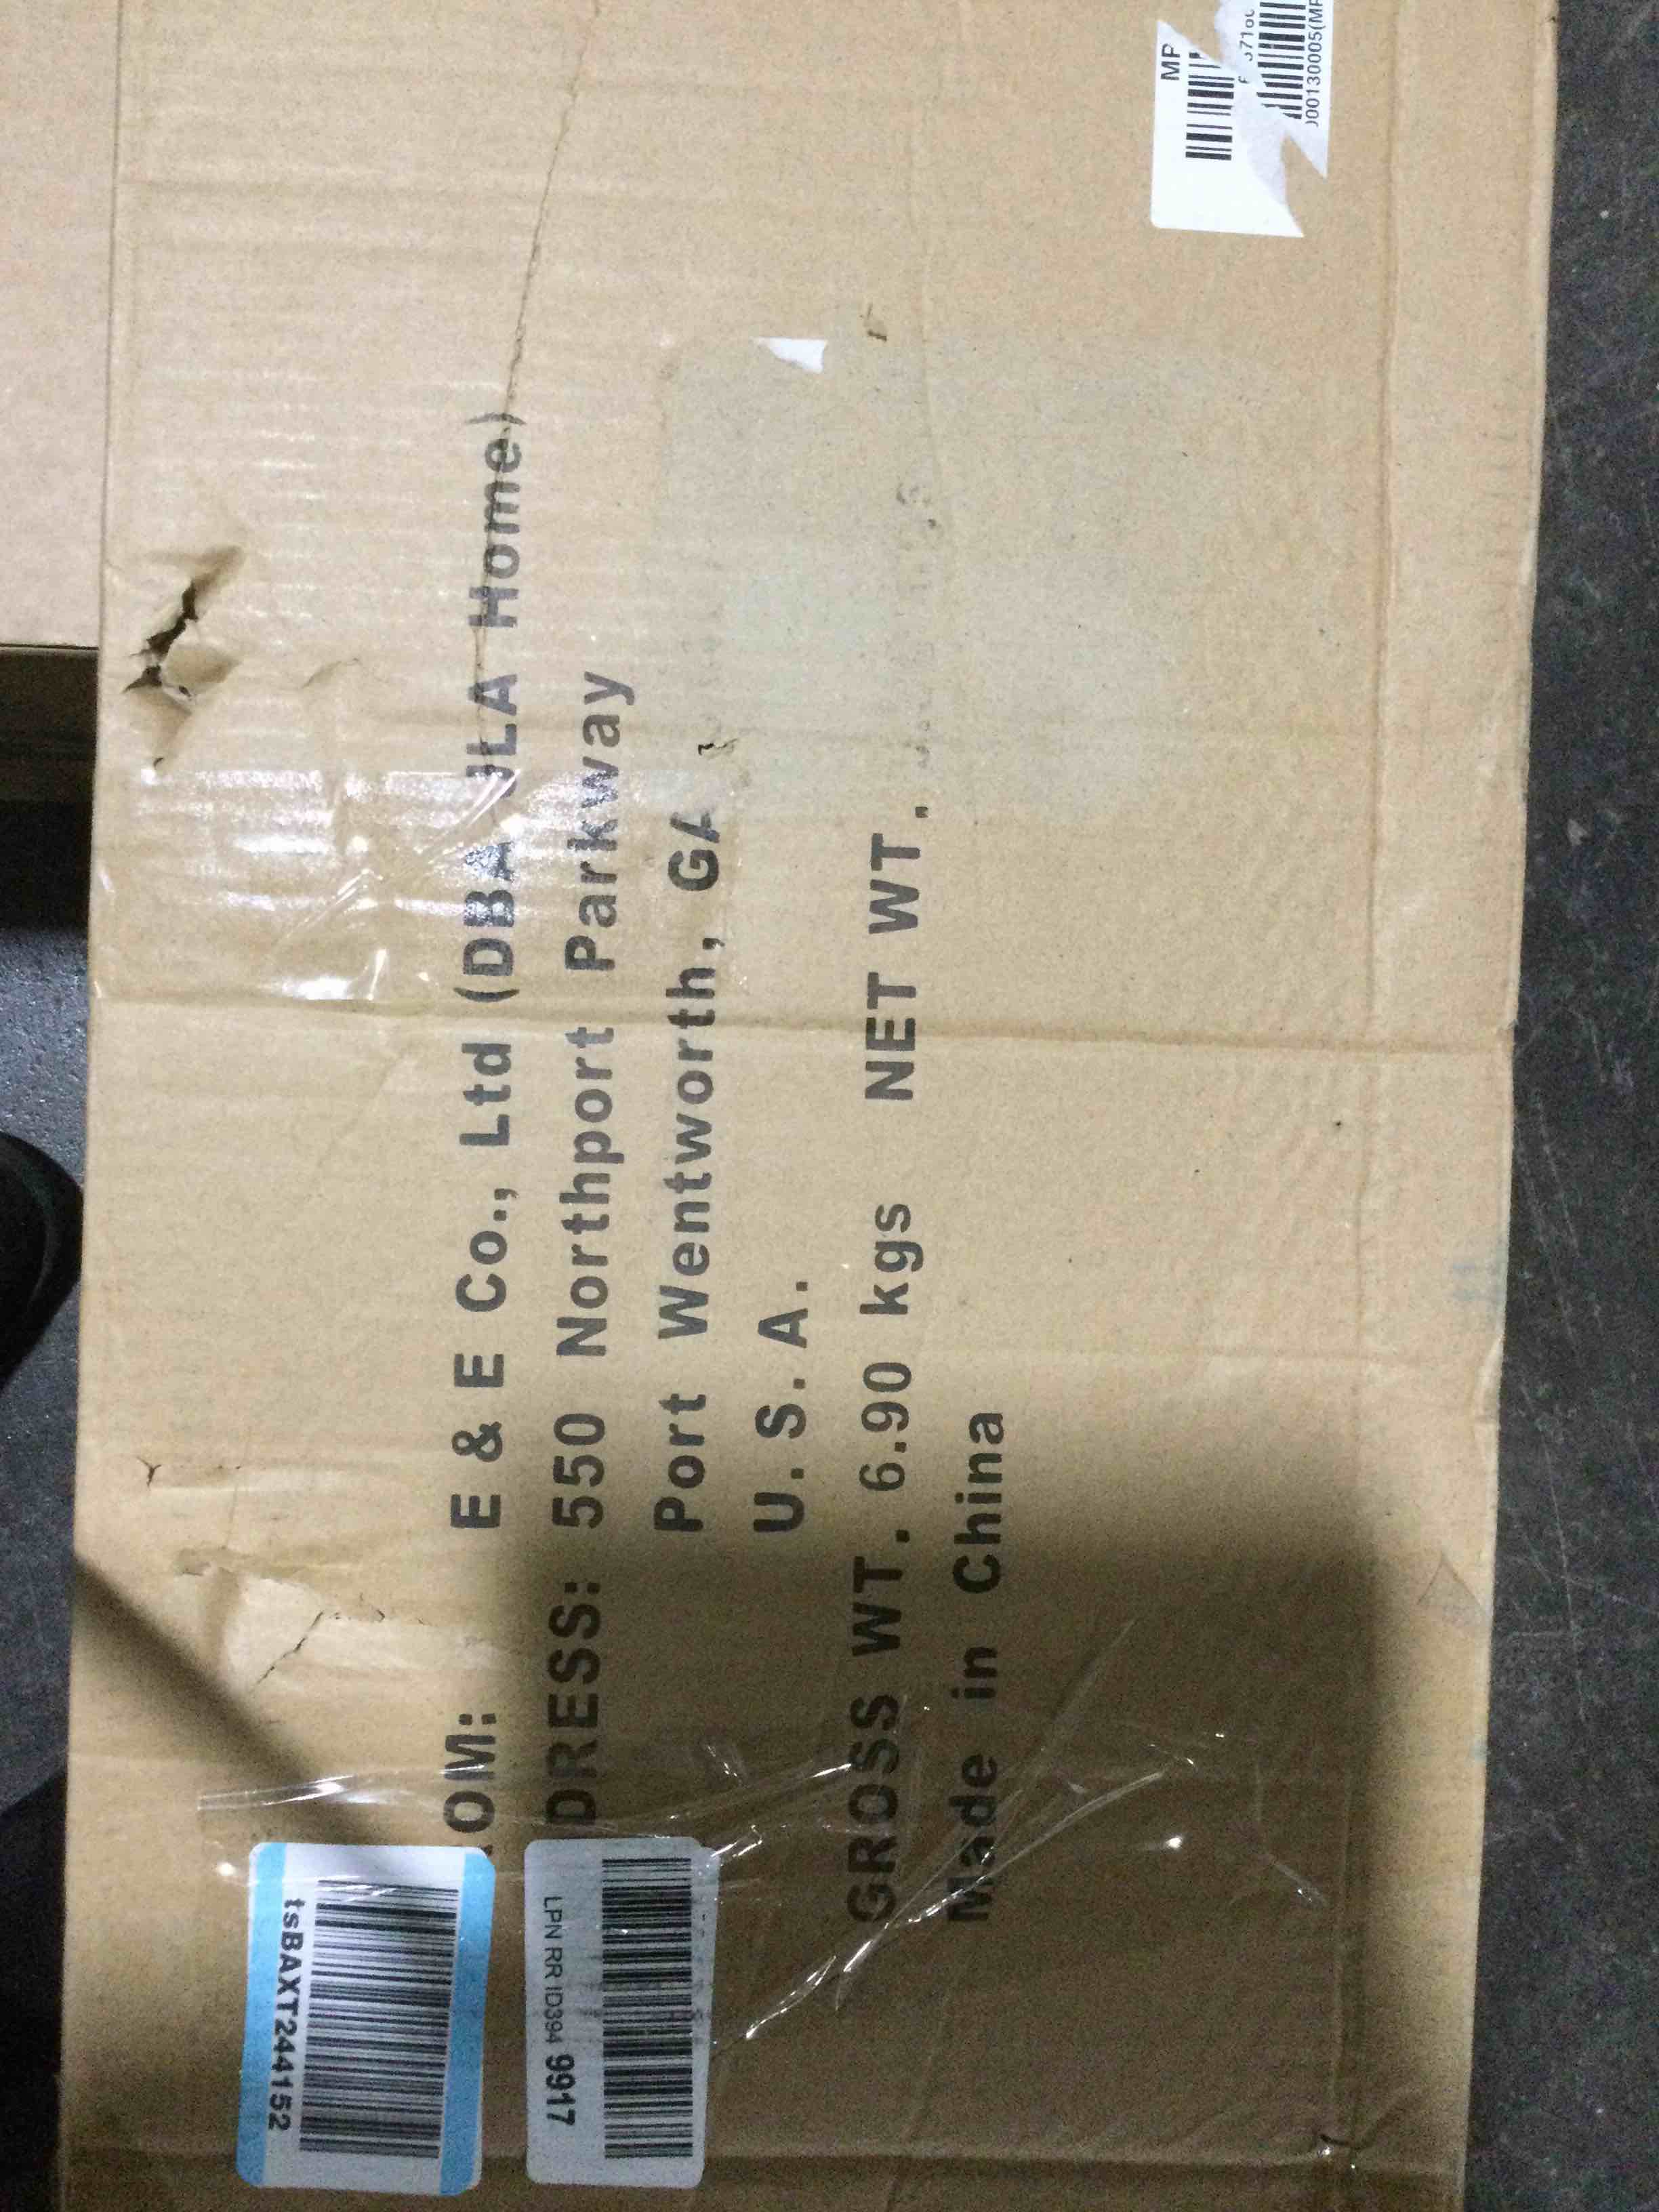 OM: E & E Co., Ltd (DBA JLA Home)
DRESS: 550 Northport Parkway
Port Wentworth, GA
U. S. A.
GROSS WT. 6.90 kgs NET WT.
Made in China
tsBAXT244152
LPN RR 1D394 9917
MP